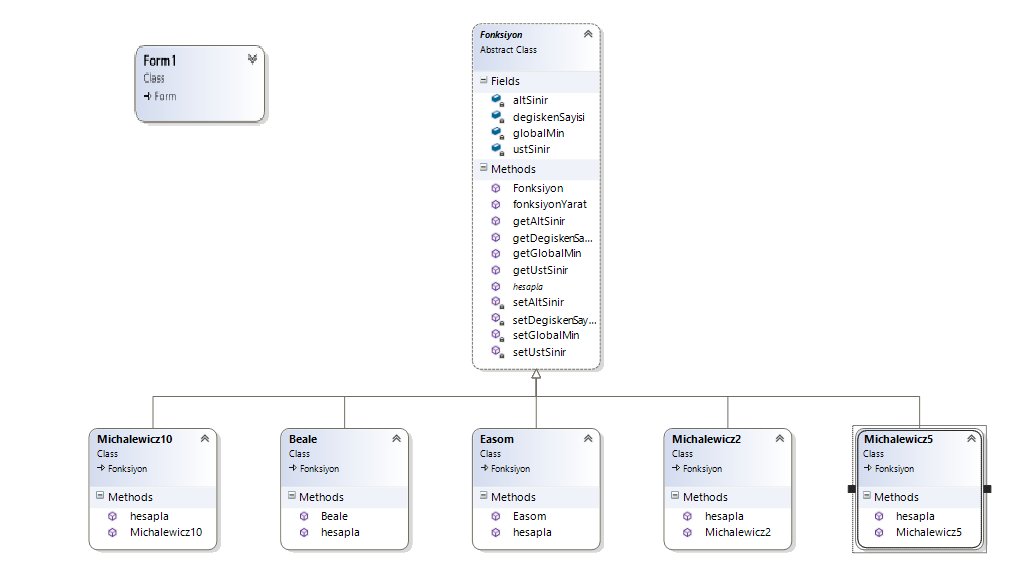 Form1
Class
Form
Fonksiyon
Abstract Class
Fields
altSinir
degiskenSayisi
globalMin
ustSinir
Methods
Fonksiyon
fonksiyonYarat
getAltSinir
getDegiskenSa...
getGlobalMin
getUstSinir
hesapla
setAltSinir
setDegiskenSay...
setGlobalMin
setUstSinir
Michalewicz10
Class
Fonksiyon
Methods
hesapla
Michalewicz10
Beale
Class
Fonksiyon
Methods
Beale
hesapla
Easom
Class
Fonksiyon
Methods
Easom
hesapla
Michalewicz2
Class
Fonksiyon
Methods
hesapla
Michalewicz2
Michalewicz5
Class
Fonksiyon
Methods
hesapla
Michalewicz5